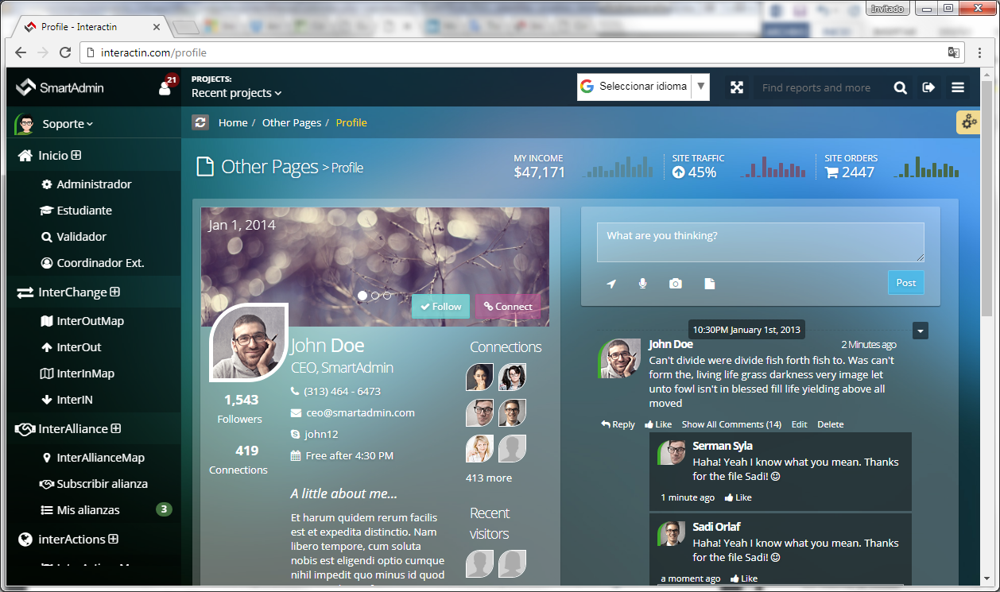 Invitado
Profile - Interactin
interactin.com/profile
SmartAdmin
21
PROJECTS:
Recent projects
Seleccionar idioma
Find reports and more
Soporte
Home / Other Pages / Profile
Inicio
Administrador
Estudiante
Validador
Coordinador Ext.
InterChange
InterOutMap
InterOut
InterInMap
InterIN
InterAlliance
InterAllianceMap
Subscribir alianza
Mis alianzas
3
interActions
Other Pages > Profile
MY INCOME
$47,171
SITE TRAFFIC
45%
SITE ORDERS
2447
Jan 1, 2014
Follow
Connect
John Doe
CEO, SmartAdmin
(313) 464 - 6473
ceo@smartadmin.com
john12
Free after 4:30 PM
1,543
Followers
419
Connections
A little about me...
Et harum quidem rerum facilis
est et expedita distinctio. Nam
libero tempore, cum soluta
nobis est eligendi optio cumque
nihil impedit quo minus id quod
Connections
413 more
Recent
visitors
What are you thinking?
Post
10:30PM January 1st, 2013
John Doe
2 Minutes ago
Can't divide were divide fish forth fish to. Was can't
form the, living life grass darkness very image let
unto fowl isn't in blessed fill life yielding above all
moved
Reply Like Show All Comments (14) Edit Delete
Serman Syla
Haha! Yeah I know what you mean. Thanks
for the file Sadi!
1 minute ago Like
Sadi Orlaf
Haha! Yeah I know what you mean. Thanks
for the file Sadi!
a moment ago Like